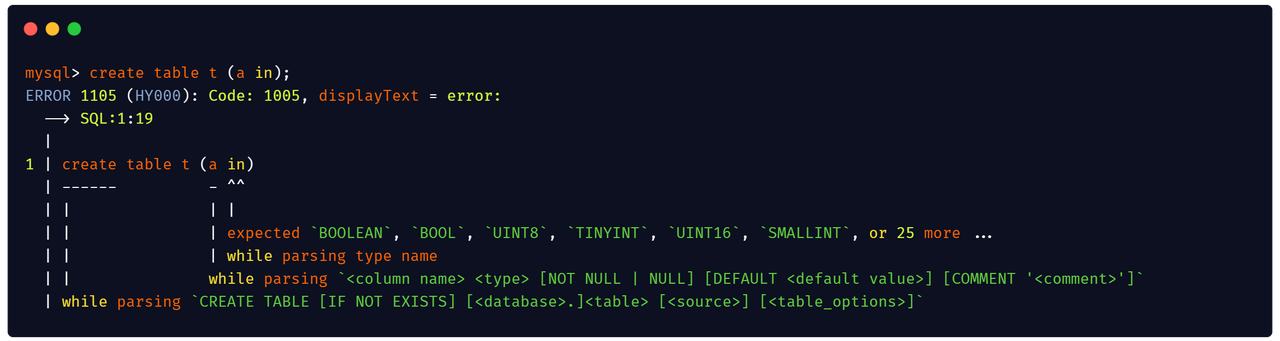 mysql> create table t (a in);
ERROR 1105 (HY000): Code: 1005, displayText = error:
  --> SQL:1:19
  |
1 | create table t (a in)
  | ------          - ^^
  | |               | |
  | |               | expected `BOOLEAN`, `BOOL`, `UINT8`, `TINYINT`, `UINT16`, `SMALLINT`, or 25 more ...
  | |               | while parsing type name
  | |               while parsing `<column name> <type> [NOT NULL | NULL] [DEFAULT <default value>] [COMMENT '<comment>']`
  | while parsing `CREATE TABLE [IF NOT EXISTS] [<database>.]<table> [<source>] [<table_options>]`